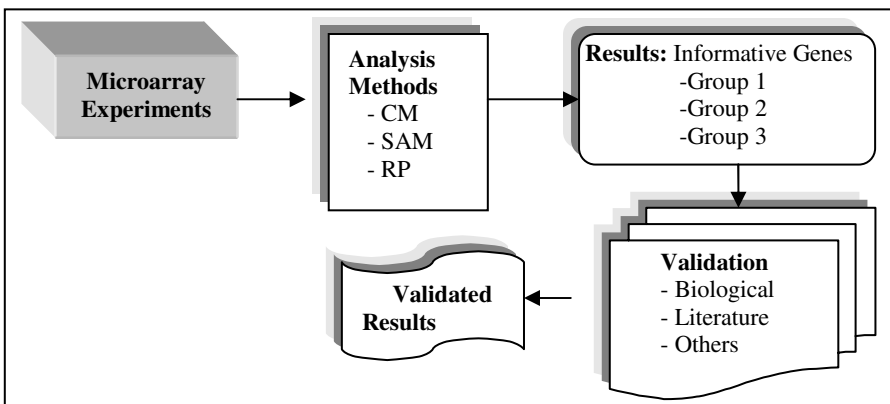 Microarray
Experiments
Analysis
Methods
- CM
- SAM
- RP
Results: Informative Genes
-Group 1
-Group 2
-Group 3
Validation
- Biological
- Literature
- Others
Validated
Results